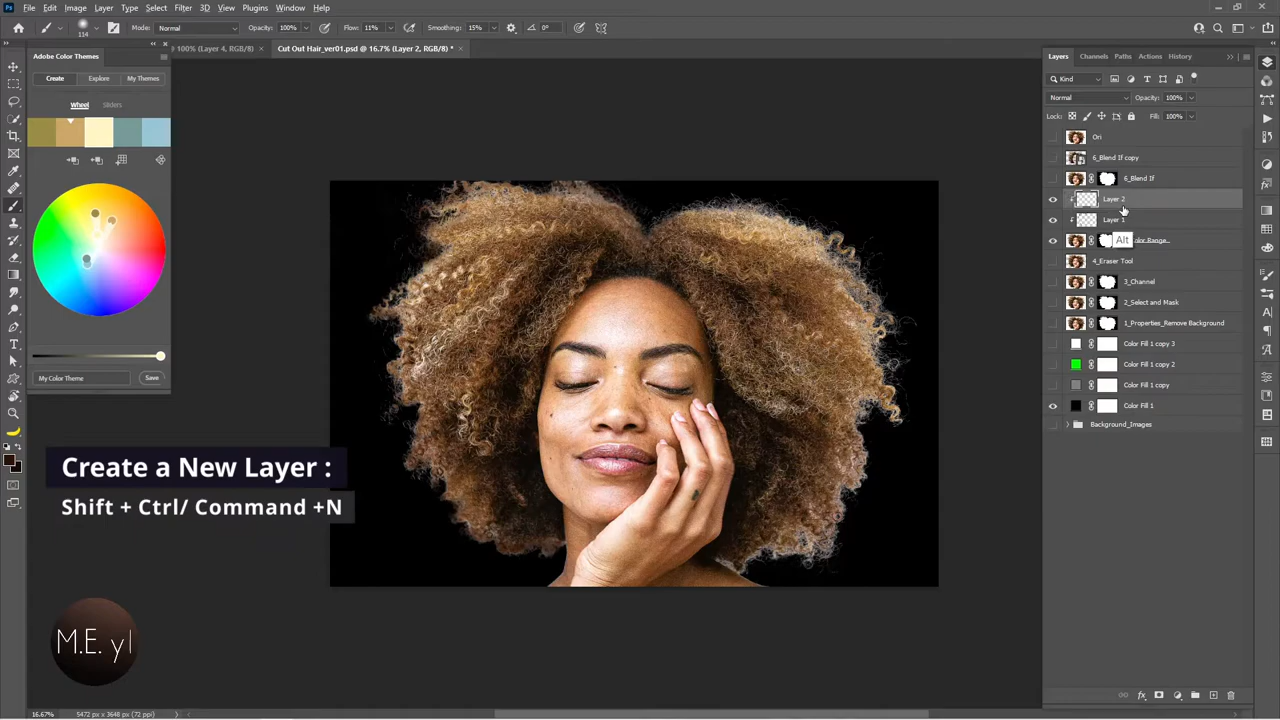 File Edit Image Layer Type Select Filter 3D View Plugins Window Help
114 Mode: Normal Opacity: 100% Flow: 11% Smoothing: 15% 0°
@ 100% (Layer 4, RGB/8) Cut Out Hair_ver01.psd @ 16.7% (Layer 2, RGB/8) *
Adobe Color Themes
Create Explore My Themes
Wheel Sliders
My Color Theme Save
Create a New Layer :
Shift + Ctrl/ Command +N
M.E. yl
Layers Channels Paths Actions History
Kind
Normal Opacity: 100%
Lock: Fill: 100%
Ori
6_Blend If copy
6_Blend If
Layer 2
Layer 1
Alt
Color Range...
4_Eraser Tool
3_Channel
2_Select and Mask
1_Properties_Remove Background
Color Fill 1 copy 3
Color Fill 1 copy 2
Color Fill 1 copy
Color Fill 1
Background_Images
16.67% 5472 px x 3648 px (72 ppi)